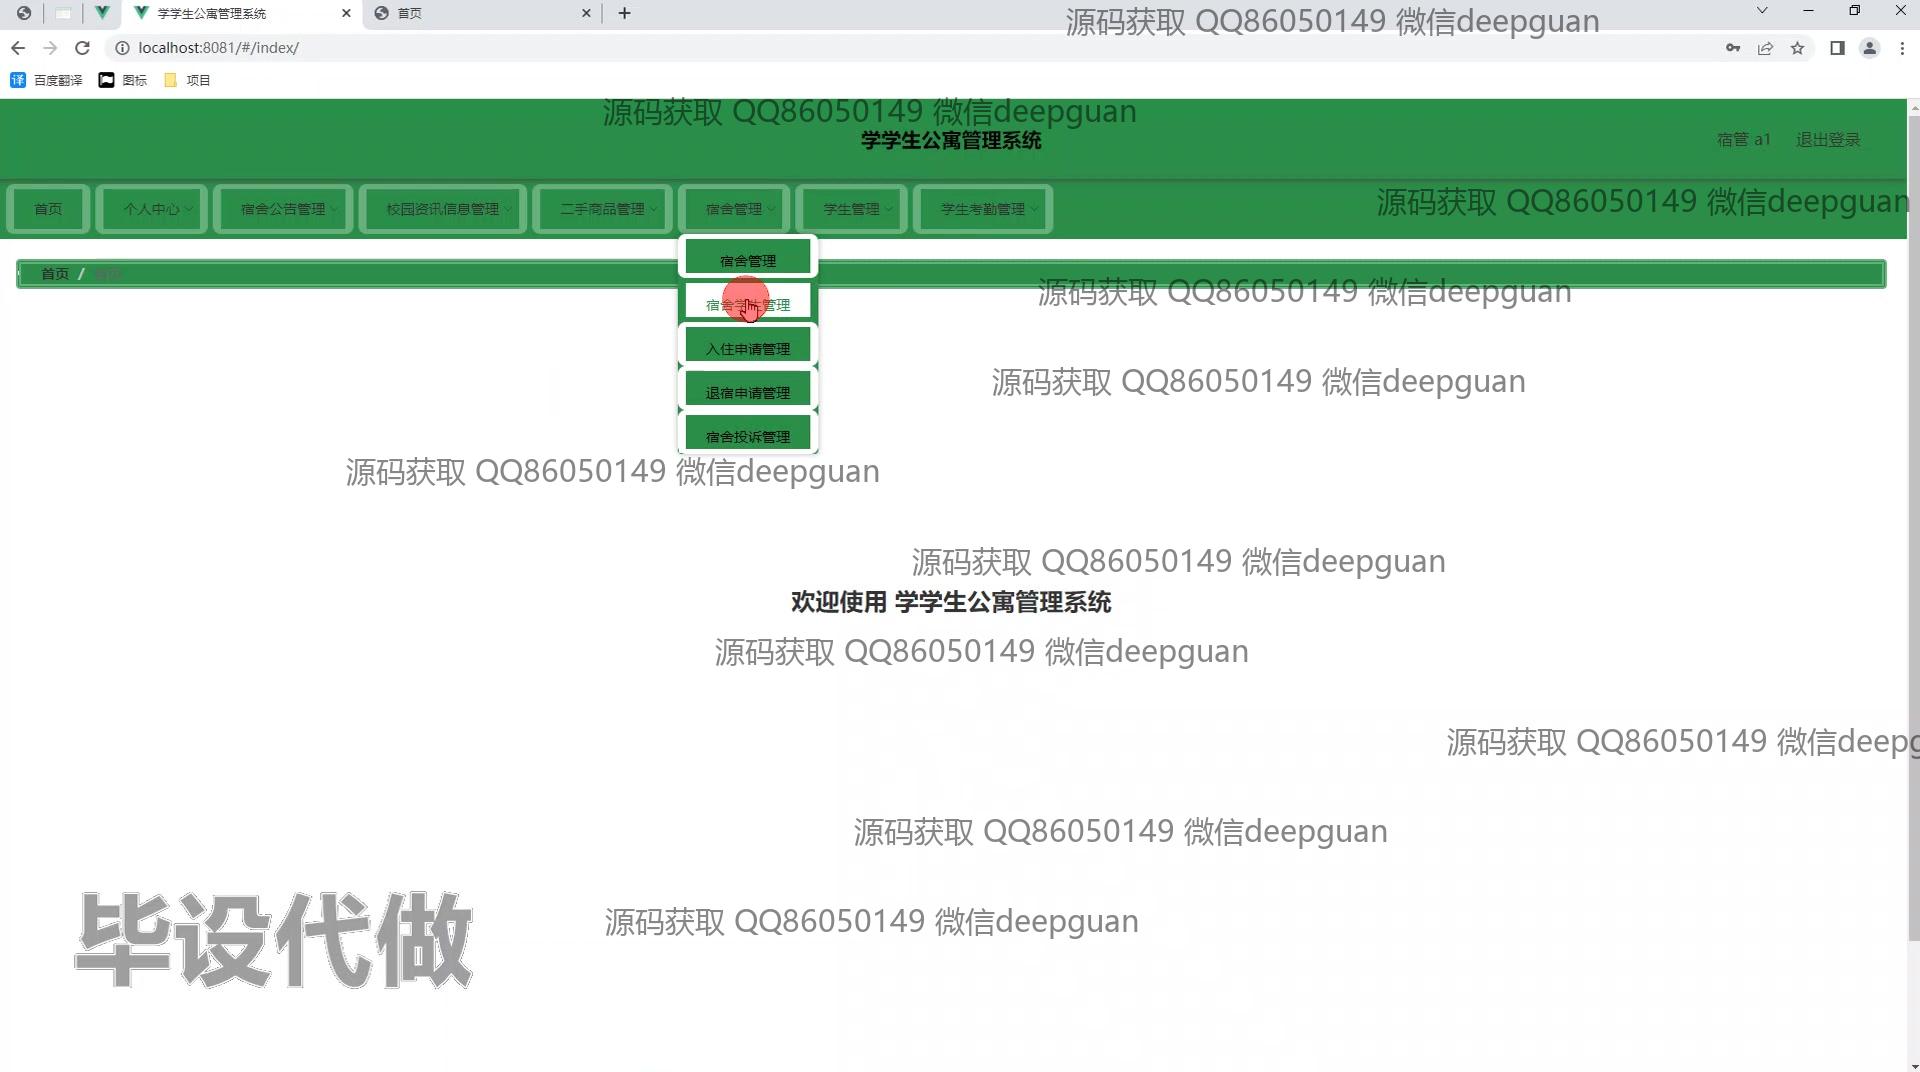 学学生公寓管理系统
首页
源码获取 QQ86050149 微信deepguan
localhost:8081/#/index/
译 百度翻译 图标 项目
源码获取 QQ86050149 微信deepguan
学学生公寓管理系统
宿管 a1 退出登录
首页 个人中心 宿舍公告管理 校园资讯信息管理 二手商品管理 宿舍管理 学生管理 学生考勤管理
源码获取 QQ86050149 微信deepguan
宿舍管理
首页 / 首页
源码获取 QQ86050149 微信deepguan
宿舍学生管理
入住申请管理
源码获取 QQ86050149 微信deepguan
退宿申请管理
宿舍投诉管理
源码获取 QQ86050149 微信deepguan
源码获取 QQ86050149 微信deepguan
欢迎使用 学学生公寓管理系统
源码获取 QQ86050149 微信deepguan
源码获取 QQ86050149 微信deepg
源码获取 QQ86050149 微信deepguan
源码获取 QQ86050149 微信deepguan
毕设代做